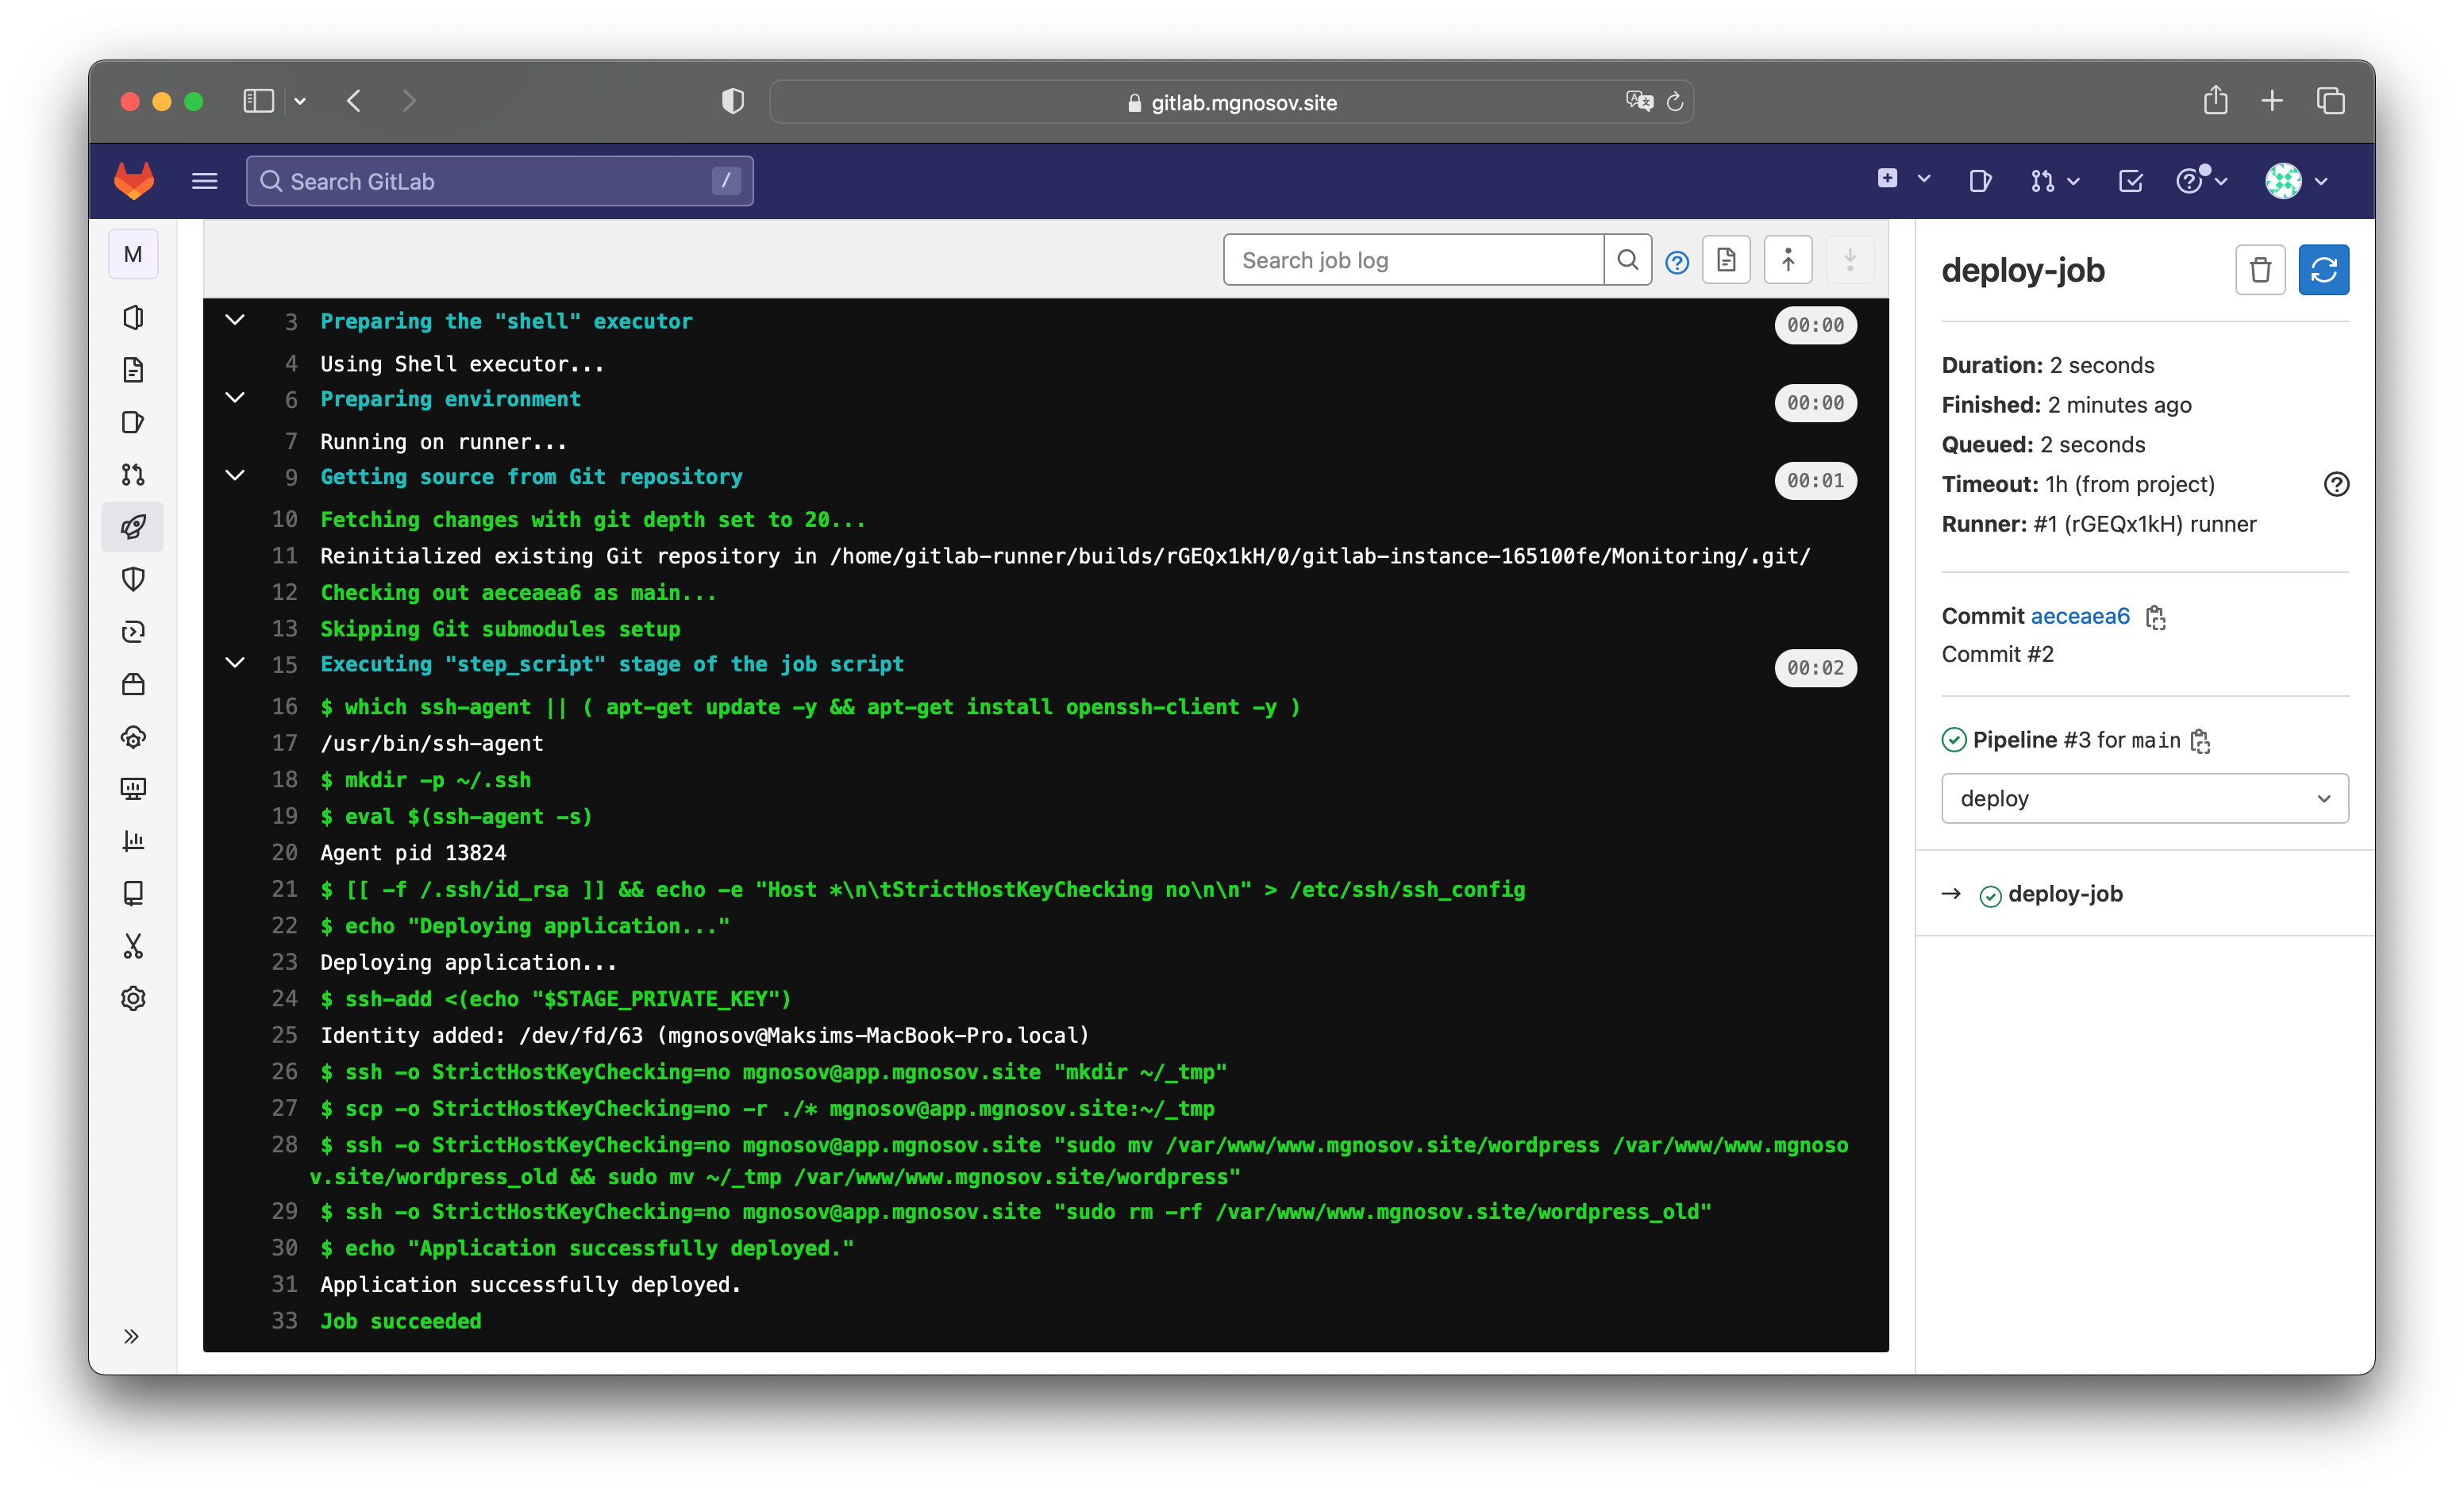 gitlab.mgnosov.site
Search GitLab
/
M
Search job log
3 Preparing the "shell" executor 00:00
4 Using Shell executor...
6 Preparing environment 00:00
7 Running on runner...
9 Getting source from Git repository 00:01
10 Fetching changes with git depth set to 20...
11 Reinitialized existing Git repository in /home/gitlab-runner/builds/rGEQx1kH/0/gitlab-instance-165100fe/Monitoring/.git/
12 Checking out aeceaea6 as main...
13 Skipping Git submodules setup
15 Executing "step_script" stage of the job script 00:02
16 $ which ssh-agent || ( apt-get update -y && apt-get install openssh-client -y )
17 /usr/bin/ssh-agent
18 $ mkdir -p ~/.ssh
19 $ eval $(ssh-agent -s)
20 Agent pid 13824
21 $ [[ -f /.ssh/id_rsa ]] && echo -e "Host *\n\tStrictHostKeyChecking no\n\n" > /etc/ssh/ssh_config
22 $ echo "Deploying application..."
23 Deploying application...
24 $ ssh-add <(echo "$STAGE_PRIVATE_KEY")
25 Identity added: /dev/fd/63 (mgnosov@Maksims-MacBook-Pro.local)
26 $ ssh -o StrictHostKeyChecking=no mgnosov@app.mgnosov.site "mkdir ~/_tmp"
27 $ scp -o StrictHostKeyChecking=no -r ./* mgnosov@app.mgnosov.site:~/_tmp
28 $ ssh -o StrictHostKeyChecking=no mgnosov@app.mgnosov.site "sudo mv /var/www/www.mgnosov.site/wordpress /var/www/www.mgnoso
v.site/wordpress_old && sudo mv ~/_tmp /var/www/www.mgnosov.site/wordpress"
29 $ ssh -o StrictHostKeyChecking=no mgnosov@app.mgnosov.site "sudo rm -rf /var/www/www.mgnosov.site/wordpress_old"
30 $ echo "Application successfully deployed."
31 Application successfully deployed.
33 Job succeeded
deploy-job
Duration: 2 seconds
Finished: 2 minutes ago
Queued: 2 seconds
Timeout: 1h (from project)
Runner: #1 (rGEQx1kH) runner
Commit aeceaea6
Commit #2
Pipeline #3 for main
deploy
→ deploy-job